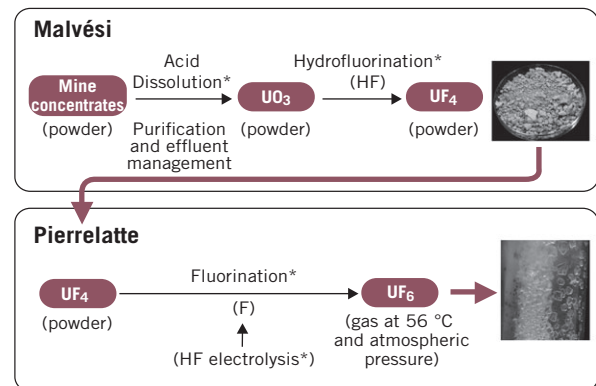 Malvési
Acid
Dissolution*
Hydrofluorination*
(HF)
Mine
concentrates
UO₃
UF₄
(powder)
Purification
and effluent
management
(powder)
(powder)
Pierrelatte
Fluorination*
UF₄
UF₆
(powder)
(F)
(gas at 56 °C
and atmospheric
pressure)
(HF electrolysis*)